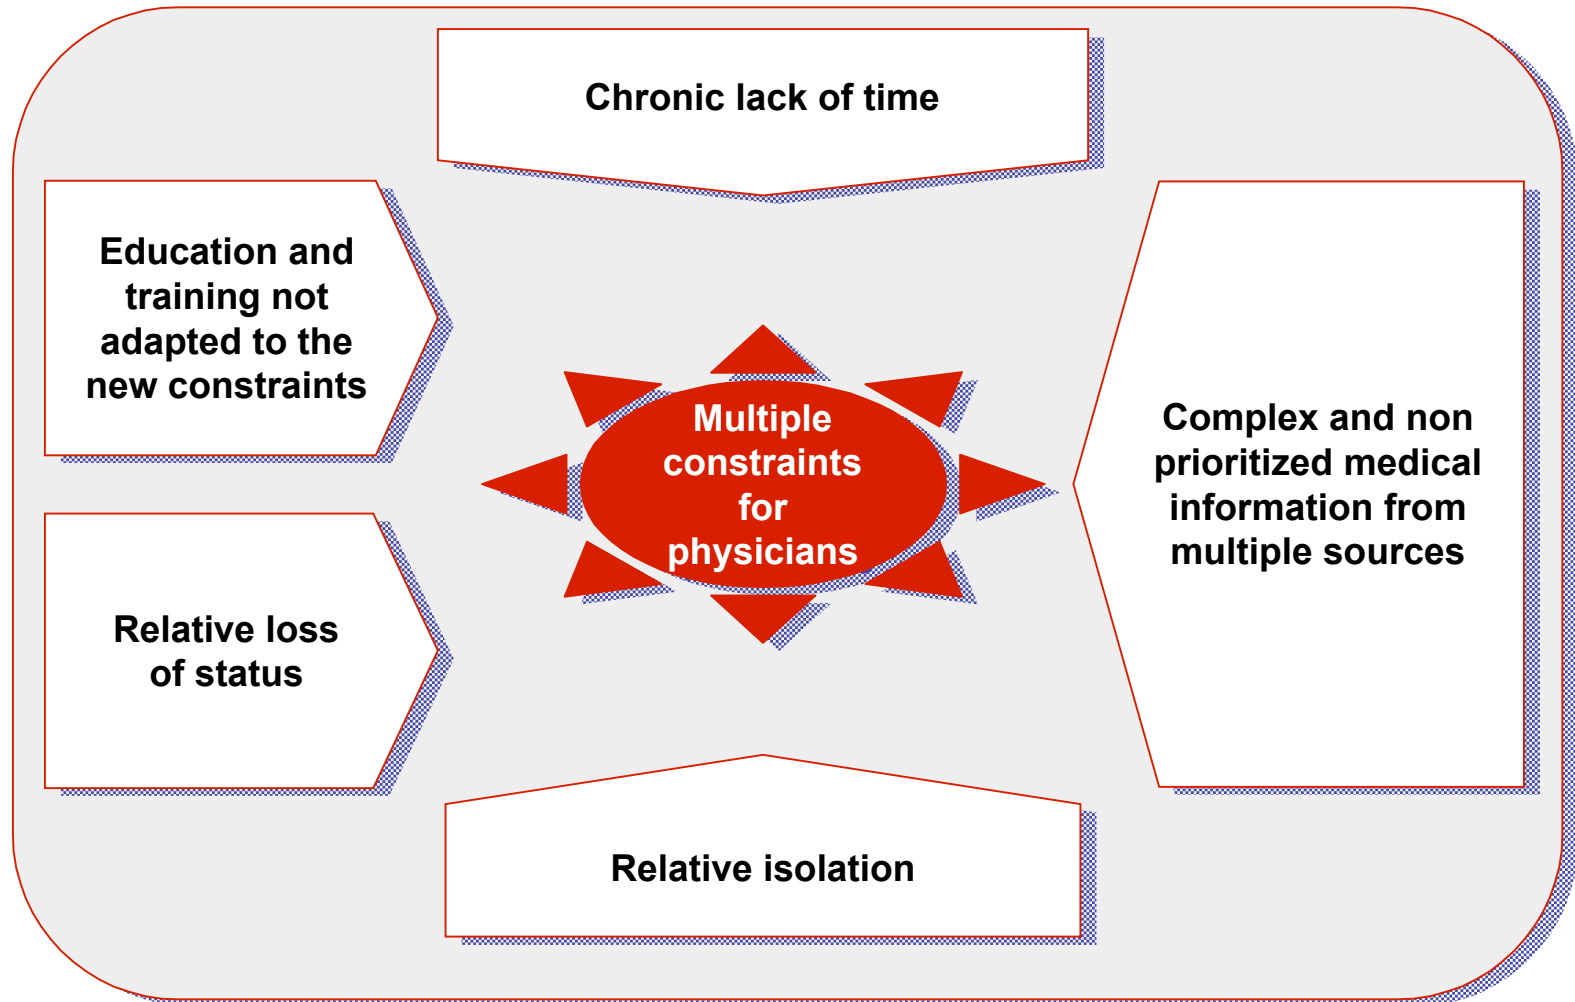 Chronic lack of time
Education and
training not
adapted to the
new constraints
Multiple
constraints
for
physicians
Complex and non
prioritized medical
information from
multiple sources
Relative loss
of status
Relative isolation